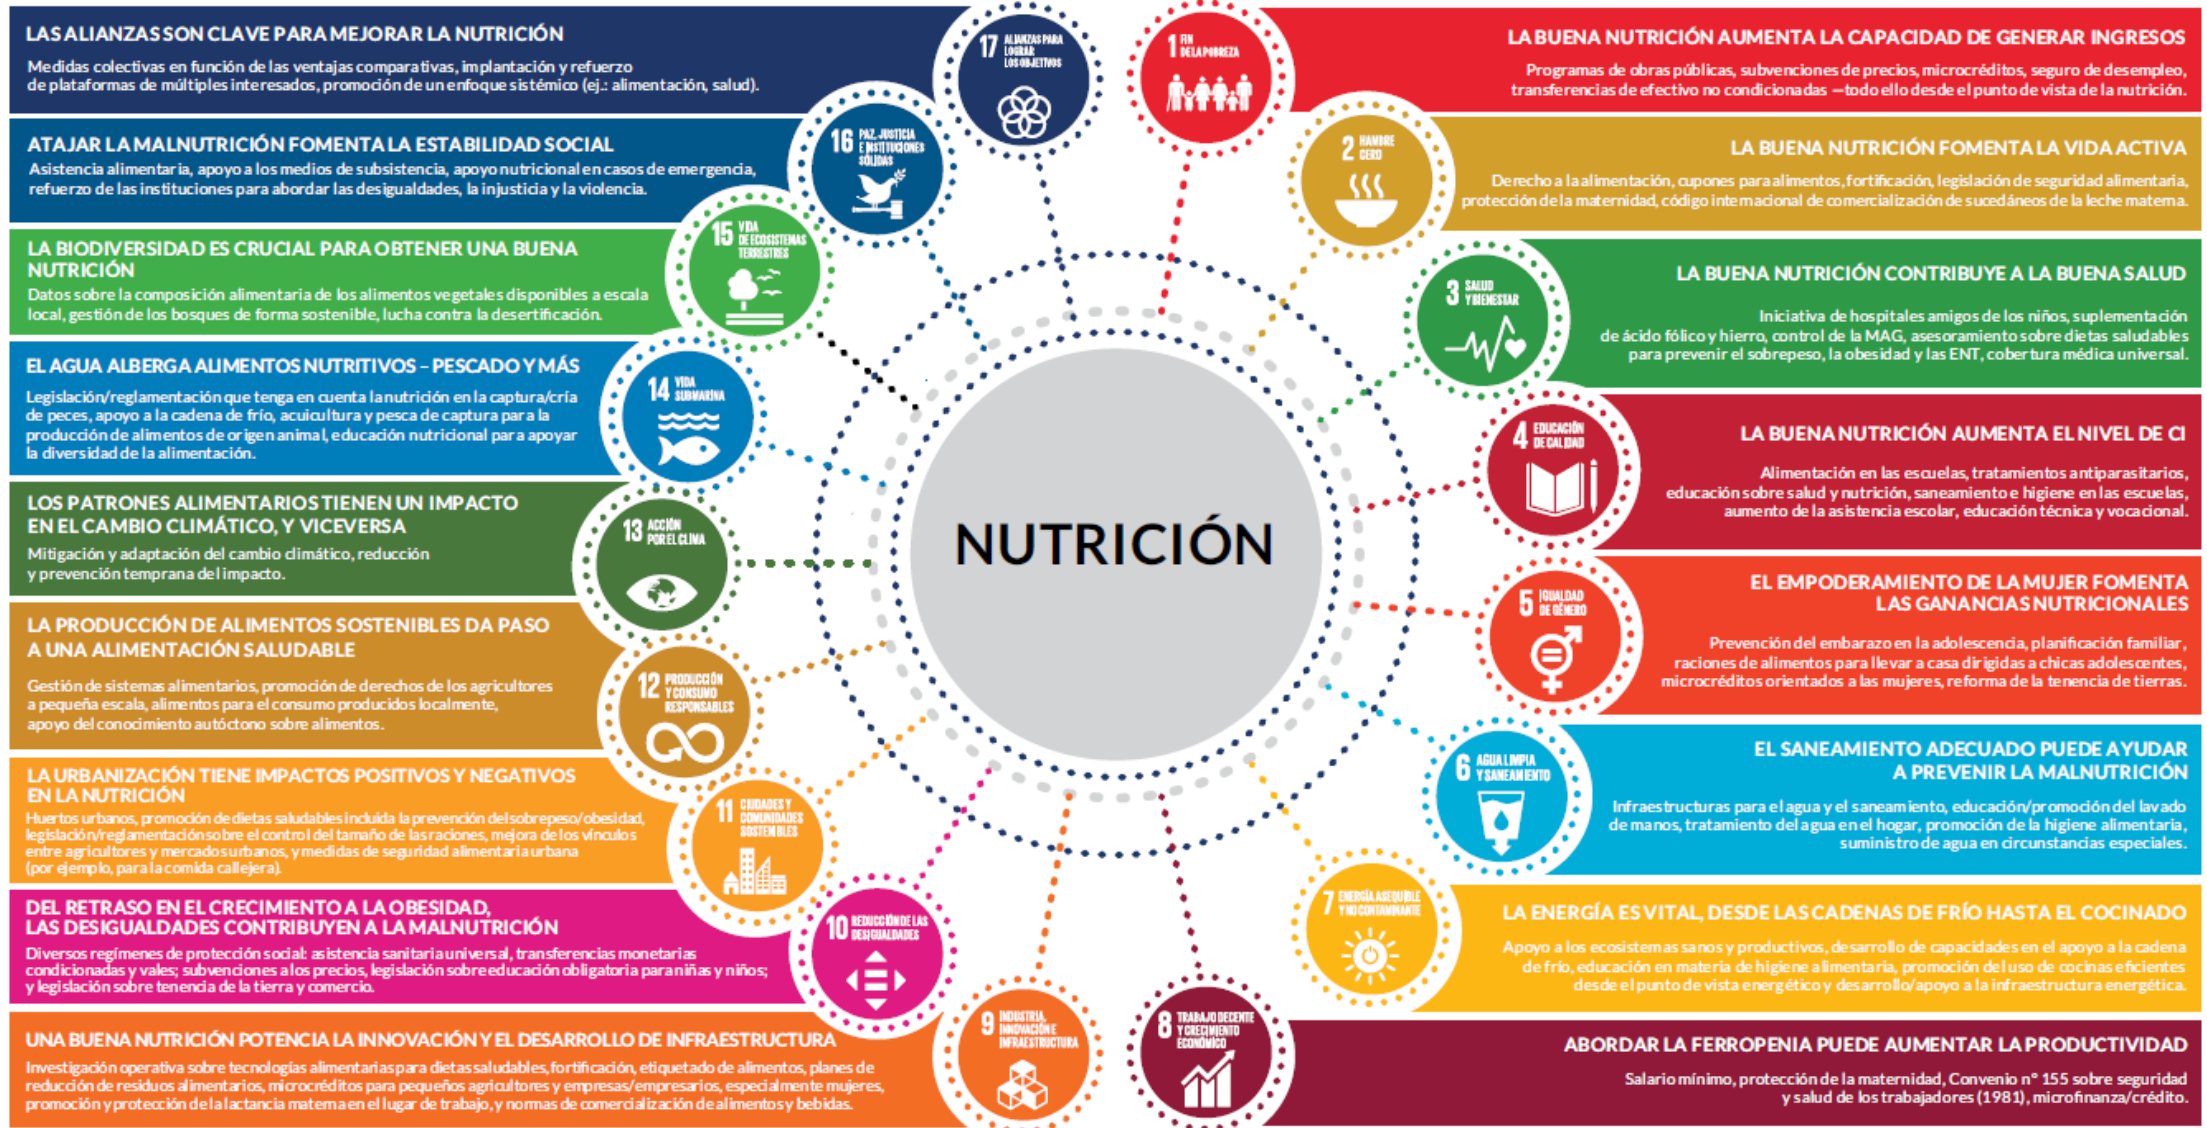 LAS ALIANZAS SON CLAVE PARA MEJORAR LA NUTRICIÓN
Medidas colectivas en función de las ventajas comparativas, implantación y refuerzo
de plataformas de múltiples interesados, promoción de un enfoque sistémico (ej.: alimentación, salud).
17 ALIANZAS PARA
LOGRAR
LOS OBJETIVOS
ATAJAR LA MALNUTRICIÓN FOMENTA LA ESTABILIDAD SOCIAL
Asistencia alimentaria, apoyo a los medios de subsistencia, apoyo nutricional en casos de emergencia,
refuerzo de las instituciones para abordar las desigualdades, la injusticia y la violencia.
16 PAZ, JUSTICIA
E INSTITUCIONES
SÓLIDAS
LA BIODIVERSIDAD ES CRUCIAL PARA OBTENER UNA BUENA
NUTRICIÓN
Datos sobre la composición alimentaria de los alimentos vegetales disponibles a escala
local, gestión de los bosques de forma sostenible, lucha contra la desertificación.
15 VIDA
DE ECOSISTEMAS
TERRESTRES
EL AGUA ALBERGA ALIMENTOS NUTRITIVOS – PESCADO Y MÁS
Legislación/reglamentación que tenga en cuenta la nutrición en la captura/cría
de peces, apoyo a la cadena de frío, acuicultura y pesca de captura para la
producción de alimentos de origen animal, educación nutricional para apoyar
la diversidad de la alimentación.
14 VIDA
SUBMARINA
LOS PATRONES ALIMENTARIOS TIENEN UN IMPACTO
EN EL CAMBIO CLIMÁTICO, Y VICEVERSA
Mitigación y adaptación del cambio climático, reducción
y prevención temprana del impacto.
13 ACCIÓN
POR EL CLIMA
LA PRODUCCIÓN DE ALIMENTOS SOSTENIBLES DA PASO
A UNA ALIMENTACIÓN SALUDABLE
Gestión de sistemas alimentarios, promoción de derechos de los agricultores
a pequeña escala, alimentos para el consumo producidos localmente,
apoyo del conocimiento autóctono sobre alimentos.
12 PRODUCCIÓN
Y CONSUMO
RESPONSABLES
LA URBANIZACIÓN TIENE IMPACTOS POSITIVOS Y NEGATIVOS
EN LA NUTRICIÓN
Huertos urbanos, promoción de dietas saludables incluida la prevención del sobrepeso/obesidad,
legislación/reglamentación sobre el control del tamaño de las raciones, mejora de los vínculos
entre agricultores y mercados urbanos, y medidas de seguridad alimentaria urbana
(por ejemplo, para la comida callejera).
11 CIUDADES Y
COMUNIDADES
SOSTENIBLES
DEL RETRASO EN EL CRECIMIENTO A LA OBESIDAD,
LAS DESIGUALDADES CONTRIBUYEN A LA MALNUTRICIÓN
Diversos regímenes de protección social: asistencia sanitaria universal, transferencias monetarias
condicionadas y vales; subvenciones a los precios, legislación sobre educación obligatoria para niñas y niños;
y legislación sobre tenencia de la tierra y comercio.
10 REDUCCIÓN DE LAS
DESIGUALDADES
UNA BUENA NUTRICIÓN POTENCIA LA INNOVACIÓN Y EL DESARROLLO DE INFRAESTRUCTURA
Investigación operativa sobre tecnologías alimentarias para dietas saludables, fortificación, etiquetado de alimentos, planes de
reducción de residuos alimentarios, microcréditos para pequeños agricultores y empresas/empresarios, especialmente mujeres,
promoción y protección de la lactancia materna en el lugar de trabajo, y normas de comercialización de alimentos y bebidas.
9 INDUSTRIA,
INNOVACIÓN E
INFRAESTRUCTURA
NUTRICIÓN
1 FIN
DE LA POBREZA
LA BUENA NUTRICIÓN AUMENTA LA CAPACIDAD DE GENERAR INGRESOS
Programas de obras públicas, subvenciones de precios, microcréditos, seguro de desempleo,
transferencias de efectivo no condicionadas —todo ello desde el punto de vista de la nutrición.
2 HAMBRE
CERO
LA BUENA NUTRICIÓN FOMENTA LA VIDA ACTIVA
Derecho a la alimentación, cupones para alimentos, fortificación, legislación de seguridad alimentaria,
protección de la maternidad, código internacional de comercialización de sucedáneos de la leche materna.
3 SALUD
Y BIENESTAR
LA BUENA NUTRICIÓN CONTRIBUYE A LA BUENA SALUD
Iniciativa de hospitales amigos de los niños, suplementación
de ácido fólico y hierro, control de la MAG, asesoramiento sobre dietas saludables
para prevenir el sobrepeso, la obesidad y las ENT, cobertura médica universal.
4 EDUCACIÓN
DE CALIDAD
LA BUENA NUTRICIÓN AUMENTA EL NIVEL DE CI
Alimentación en las escuelas, tratamientos antiparasitarios,
educación sobre salud y nutrición, saneamiento e higiene en las escuelas,
aumento de la asistencia escolar, educación técnica y vocacional.
5 IGUALDAD
DE GÉNERO
EL EMPODERAMIENTO DE LA MUJER FOMENTA
LAS GANANCIAS NUTRICIONALES
Prevención del embarazo en la adolescencia, planificación familiar,
raciones de alimentos para llevar a casa dirigidas a chicas adolescentes,
microcréditos orientados a las mujeres, reforma de la tenencia de tierras.
6 AGUA LIMPIA
Y SANEAMIENTO
EL SANEAMIENTO ADECUADO PUEDE AYUDAR
A PREVENIR LA MALNUTRICIÓN
Infraestructuras para el agua y el saneamiento, educación/promoción del lavado
de manos, tratamiento del agua en el hogar, promoción de la higiene alimentaria,
suministro de agua en circunstancias especiales.
7 ENERGÍA ASEQUIBLE
Y NO CONTAMINANTE
LA ENERGÍA ES VITAL, DESDE LAS CADENAS DE FRÍO HASTA EL COCINADO
Apoyo a los ecosistemas sanos y productivos, desarrollo de capacidades en el apoyo a la cadena
de frío, educación en materia de higiene alimentaria, promoción del uso de cocinas eficientes
desde el punto de vista energético y desarrollo/apoyo a la infraestructura energética.
8 TRABAJO DECENTE
Y CRECIMIENTO
ECONÓMICO
ABORDAR LA FERROPENIA PUEDE AUMENTAR LA PRODUCTIVIDAD
Salario mínimo, protección de la maternidad, Convenio nº 155 sobre seguridad
y salud de los trabajadores (1981), microfinanza/crédito.